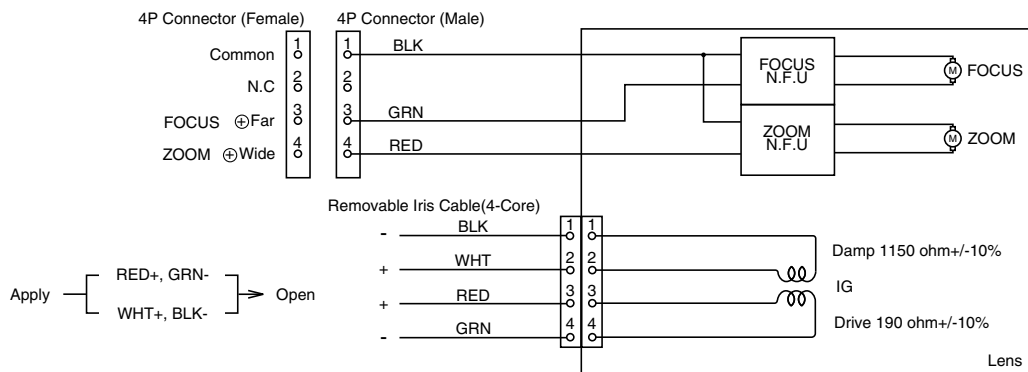 4P Connector (Female)
4P Connector (Male)
Common 1 1 BLK
N.C 2 2
FOCUS ⊕Far 3 3 GRN
ZOOM ⊕Wide 4 4 RED
FOCUS
N.F.U
M FOCUS
ZOOM
N.F.U
M ZOOM
Removable Iris Cable(4-Core)
- BLK 1 1
+ WHT 2 2
+ RED 3 3
- GRN 4 4
Damp 1150 ohm+/-10%
IG
Drive 190 ohm+/-10%
Apply
RED+, GRN-
WHT+, BLK-
Open
Lens